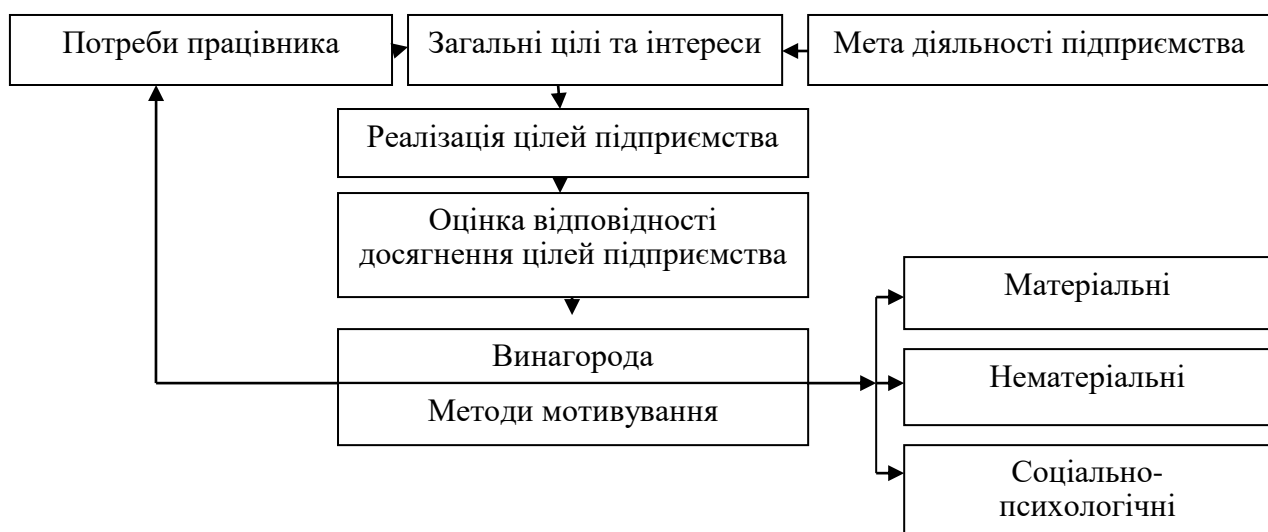 Потреби працівника
Загальні цілі та інтереси
Мета діяльності підприємства
Реалізація цілей підприємства
Оцінка відповідності
досягнення цілей підприємства
Винагорода
Методи мотивування
Матеріальні
Нематеріальні
Соціально-
психологічні